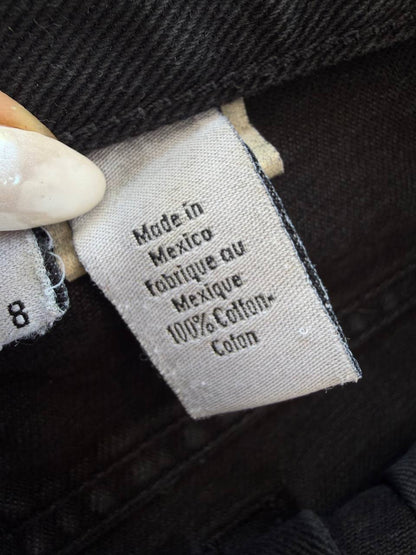 Made in
Mexico
Fabrique au
Mexique
100% Cotton-
Coton
8